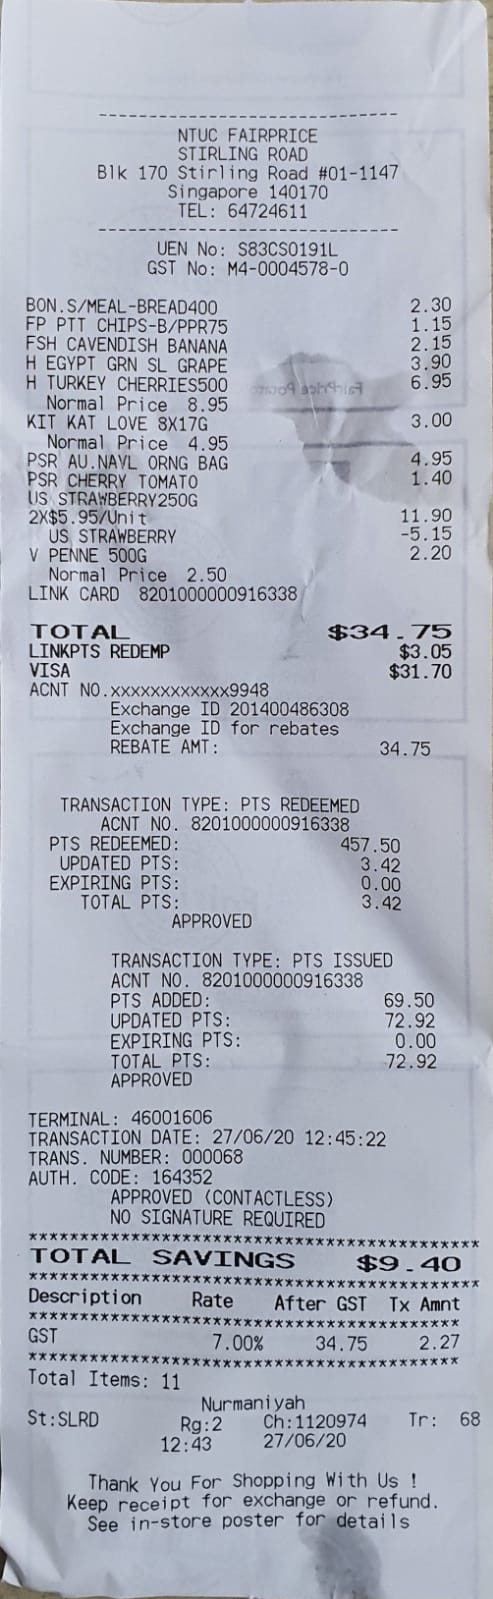 --------------------------------
NTUC FAIRPRICE
STIRLING ROAD
Blk 170 Stirling Road #01-1147
Singapore 140170
TEL: 64724611
--------------------------------
UEN No: S83CS0191L
GST No: M4-0004578-0
BON.S/MEAL-BREAD400 2.30
FP PTT CHIPS-B/PPR75 1.15
FSH CAVENDISH BANANA 2.15
H EGYPT GRN SL GRAPE 3.90
H TURKEY CHERRIES500 6.95
Normal Price 8.95
KIT KAT LOVE 8X17G 3.00
Normal Price 4.95
PSR AU.NAVL ORNG BAG 4.95
PSR CHERRY TOMATO 1.40
US STRAWBERRY250G
2X$5.95/Unit 11.90
US STRAWBERRY -5.15
V PENNE 500G 2.20
Normal Price 2.50
LINK CARD 8201000000916338
TOTAL $34.75
LINKPTS REDEMP $3.05
VISA $31.70
ACNT NO.xxxxxxxxxxxx9948
Exchange ID 201400486308
Exchange ID for rebates
REBATE AMT: 34.75
TRANSACTION TYPE: PTS REDEEMED
ACNT NO. 8201000000916338
PTS REDEEMED: 457.50
UPDATED PTS: 3.42
EXPIRING PTS: 0.00
TOTAL PTS: 3.42
APPROVED
TRANSACTION TYPE: PTS ISSUED
ACNT NO. 8201000000916338
PTS ADDED: 69.50
UPDATED PTS: 72.92
EXPIRING PTS: 0.00
TOTAL PTS: 72.92
APPROVED
TERMINAL: 46001606
TRANSACTION DATE: 27/06/20 12:45:22
TRANS. NUMBER: 000068
AUTH. CODE: 164352
APPROVED (CONTACTLESS)
NO SIGNATURE REQUIRED
********************************************
TOTAL SAVINGS $9.40
********************************************
Description Rate After GST Tx Amnt
******************************************
GST 7.00% 34.75 2.27
******************************************
Total Items: 11
Nurmaniyah
St:SLRD Rg:2 Ch:1120974 Tr: 68
12:43 27/06/20
Thank You For Shopping With Us !
Keep receipt for exchange or refund.
See in-store poster for details